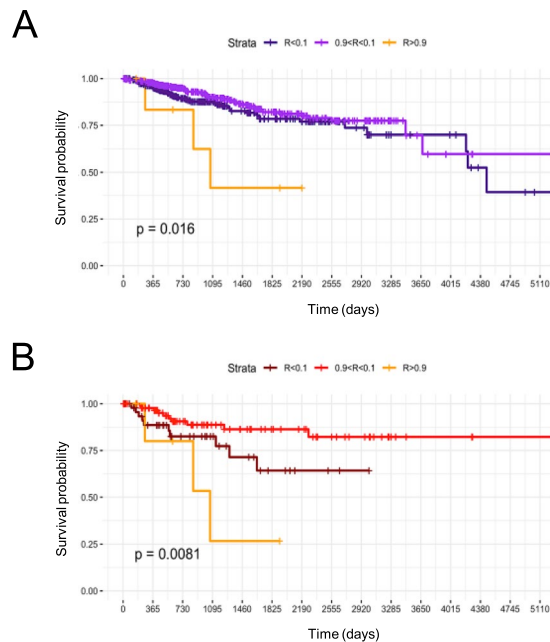 A
Strata R<0.1 0.9<R<0.1 R>0.9
1.00
0.75
0.50
0.25
0.00
Survival probability
p = 0.016
0 365 730 1095 1460 1825 2190 2555 2920 3285 3650 4015 4380 4745 5110
Time (days)
B
Strata R<0.1 0.9<R<0.1 R>0.9
1.00
0.75
0.50
0.25
0.00
Survival probability
p = 0.0081
0 365 730 1095 1460 1825 2190 2555 2920 3285 3650 4015 4380 4745 5110
Time (days)